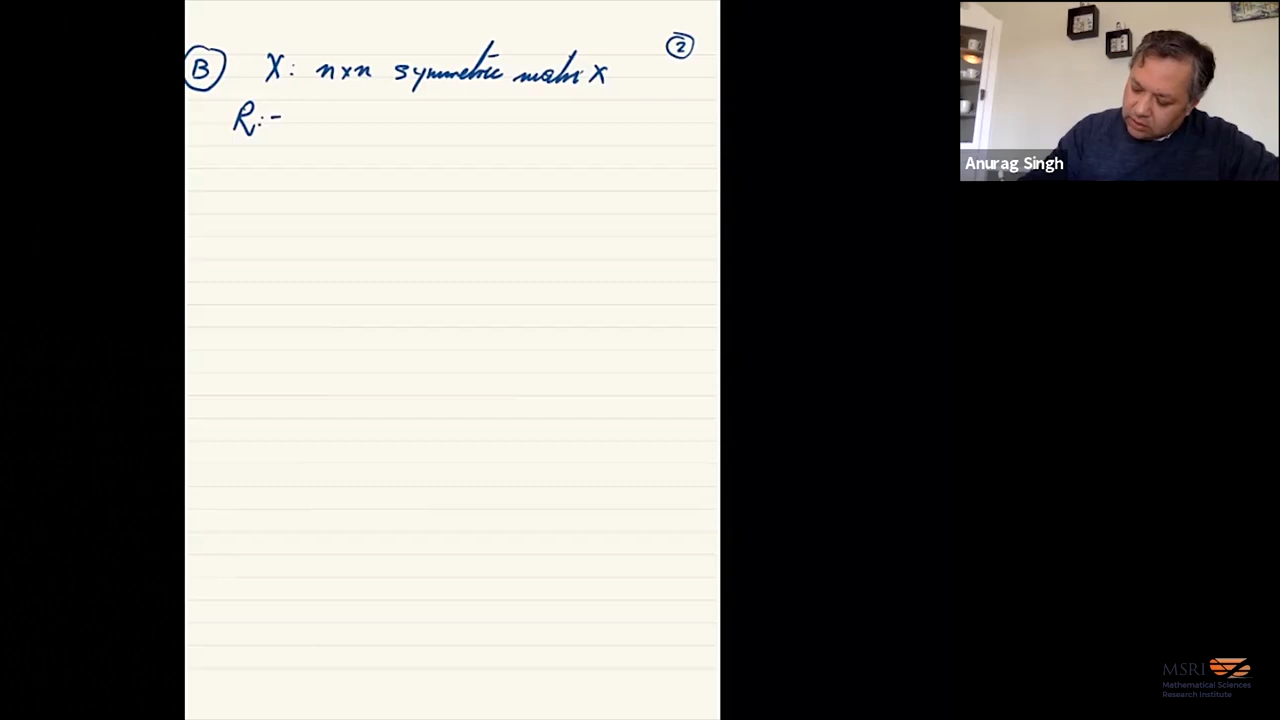 ②
Ⓑ X: n×n symmetric matrix
R:-
Anurag Singh
MSRI
Mathematical Sciences
Research Institute